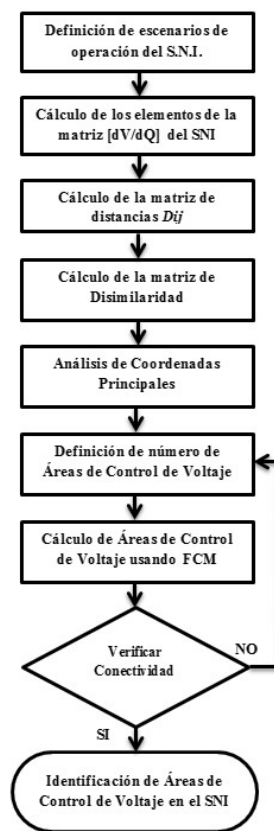 Definición de escenarios de
operación del S.N.I.
Cálculo de los elementos de la
matriz [dV/dQ] del SNI
Cálculo de la matriz de
distancias Dij
Cálculo de la matriz de
Disimilaridad
Análisis de Coordenadas
Principales
Definición de número de
Áreas de Control de Voltaje
Cálculo de Áreas de Control
de Voltaje usando FCM
Verificar
Conectividad
NO
SI
Identificación de Áreas de
Control de Voltaje en el SNI